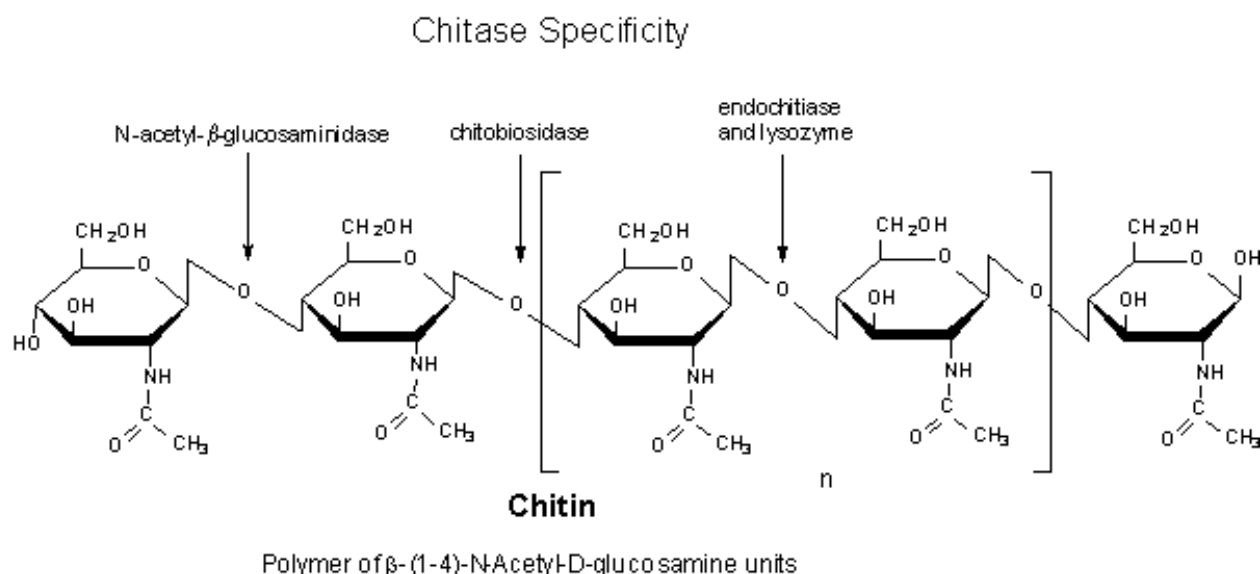 Chitase Specificity
N-acetyl-β-glucosaminidase
chitobiosidase
endochitiase
and lysozyme
CH₂OH
CH₂OH
CH₂OH
CH₂OH
CH₂OH
O
O
O
O
O
OH
O
O
O
O
OH
OH
OH
OH
OH
HO
NH
NH
NH
NH
NH
C
C
C
C
C
O
CH₃
O
CH₃
O
CH₃
O
CH₃
O
CH₃
n
Chitin
Polymer of β-(1-4)-N-Acetyl-D-glucosamine units